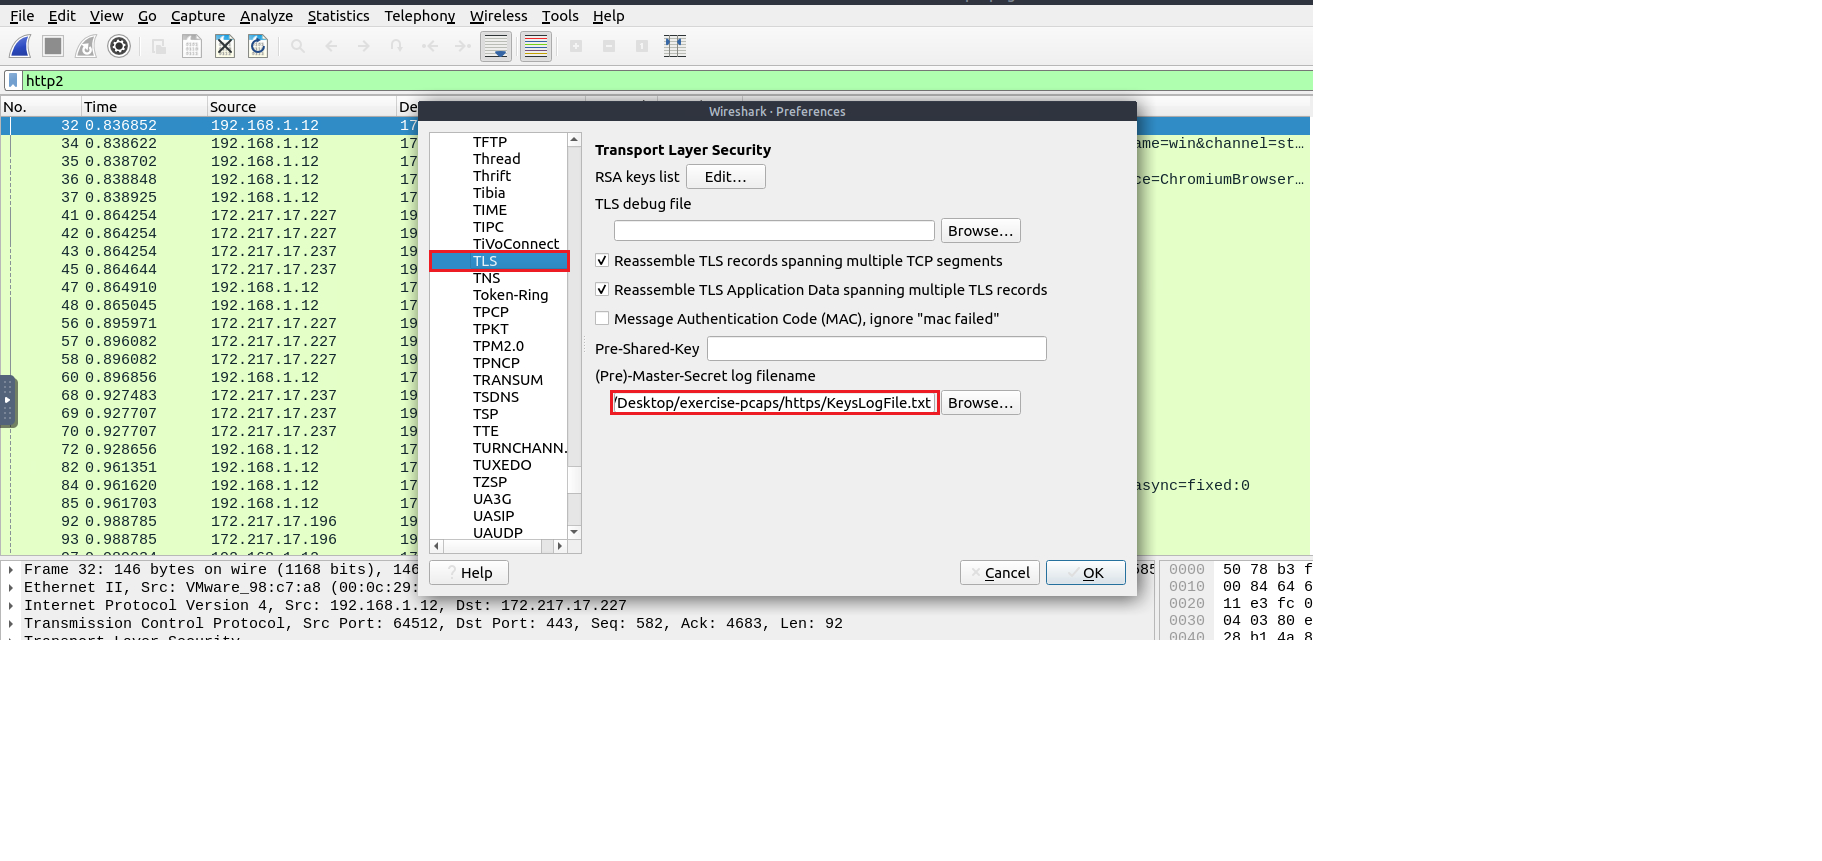 File Edit View Go Capture Analyze Statistics Telephony Wireless Tools Help
http2
No. Time Source De
32 0.836852 192.168.1.12 17
34 0.838622 192.168.1.12 17 ame=win&channel=st…
35 0.838702 192.168.1.12 17
36 0.838848 192.168.1.12 17 ce=ChromiumBrowser…
37 0.838925 192.168.1.12 17
41 0.864254 172.217.17.227 19
42 0.864254 172.217.17.227 19
43 0.864254 172.217.17.237 19
45 0.864644 172.217.17.237 19
47 0.864910 192.168.1.12 17
48 0.865045 192.168.1.12 17
56 0.895971 172.217.17.227 19
57 0.896082 172.217.17.227 19
58 0.896082 172.217.17.227 19
60 0.896856 192.168.1.12 17
68 0.927483 172.217.17.237 19
69 0.927707 172.217.17.237 19
70 0.927707 172.217.17.237 19
72 0.928656 192.168.1.12 17
82 0.961351 192.168.1.12 17
84 0.961620 192.168.1.12 17 async=fixed:0
85 0.961703 192.168.1.12 17
92 0.988785 172.217.17.196 19
93 0.988785 172.217.17.196 19
Wireshark · Preferences
TFTP
Thread
Thrift
Tibia
TIME
TIPC
TiVoConnect
TLS
TNS
Token-Ring
TPCP
TPKT
TPM2.0
TPNCP
TRANSUM
TSDNS
TSP
TTE
TURNCHANN.
TUXEDO
TZSP
UA3G
UASIP
UAUDP
Transport Layer Security
RSA keys list Edit…
TLS debug file
Browse…
Reassemble TLS records spanning multiple TCP segments
Reassemble TLS Application Data spanning multiple TLS records
Message Authentication Code (MAC), ignore "mac failed"
Pre-Shared-Key
(Pre)-Master-Secret log filename
/Desktop/exercise-pcaps/https/KeysLogFile.txt Browse…
? Help Cancel OK
Frame 32: 146 bytes on wire (1168 bits), 146
Ethernet II, Src: VMware_98:c7:a8 (00:0c:29:
Internet Protocol Version 4, Src: 192.168.1.12, Dst: 172.217.17.227
Transmission Control Protocol, Src Port: 64512, Dst Port: 443, Seq: 582, Ack: 4683, Len: 92
Transport Layer Security
0000 50 78 b3 f
0010 00 84 64 6
0020 11 e3 fc 0
0030 04 03 80 e
0040 28 b1 4a 8